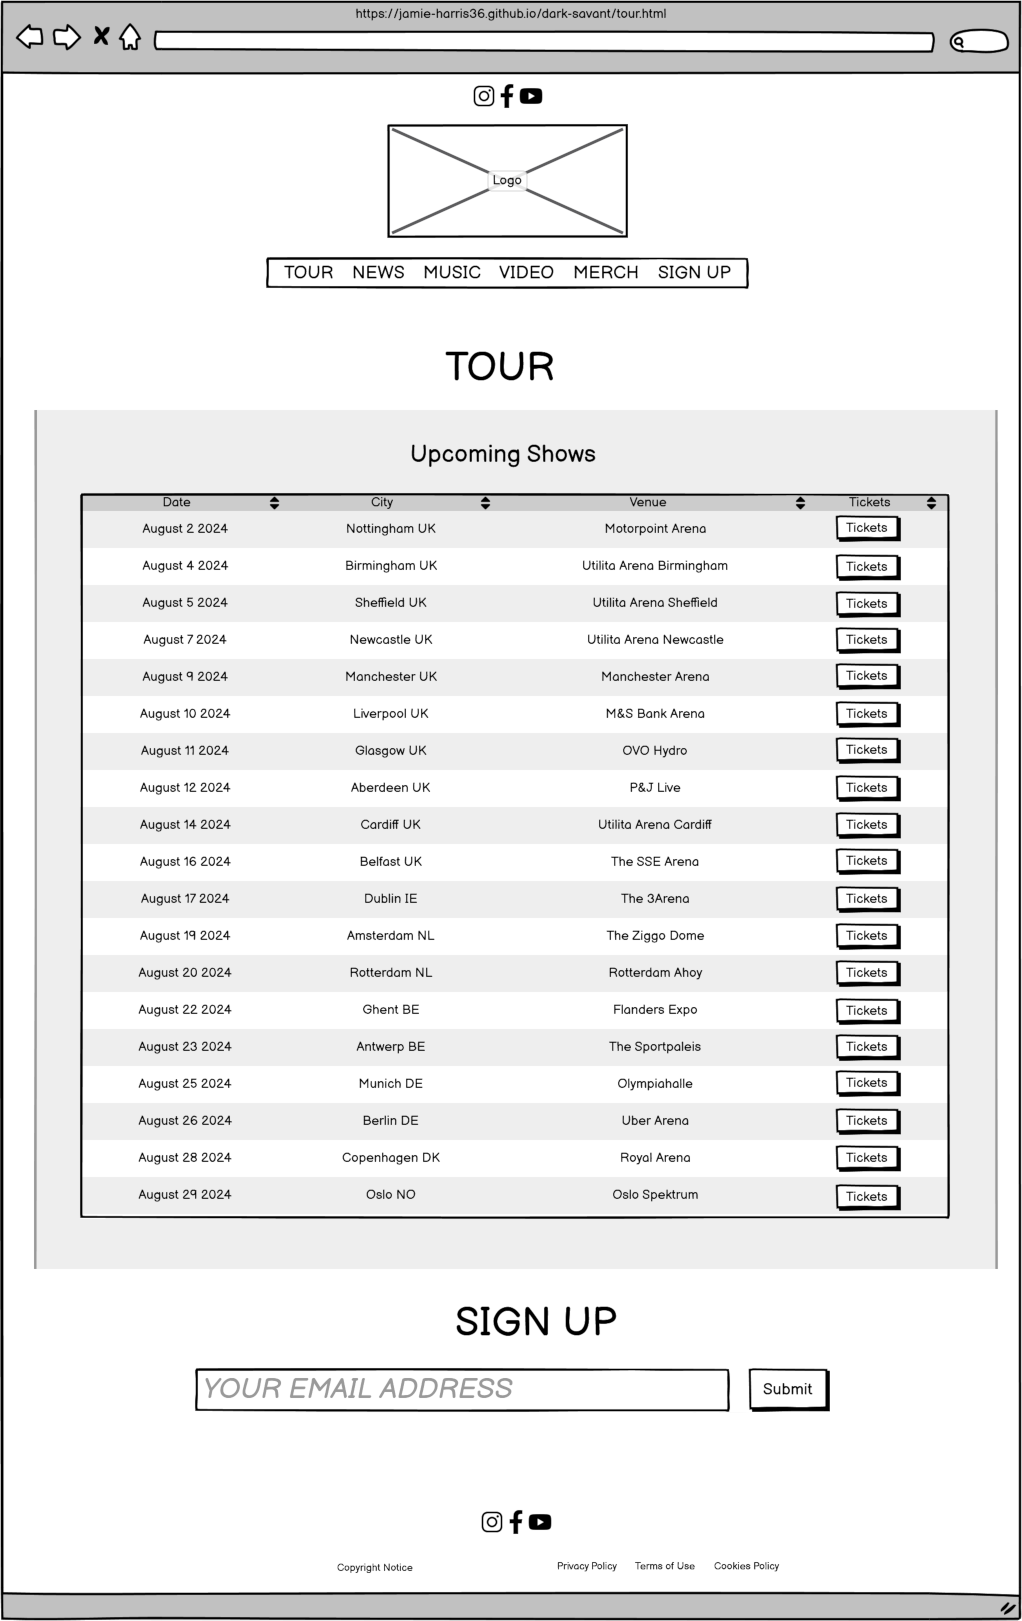 https://jamie-harris36.github.io/dark-savant/tour.html
Logo
TOUR NEWS MUSIC VIDEO MERCH SIGN UP
TOUR
Upcoming Shows
Date City Venue Tickets
August 2 2024 Nottingham UK Motorpoint Arena Tickets
August 4 2024 Birmingham UK Utilita Arena Birmingham Tickets
August 5 2024 Sheffield UK Utilita Arena Sheffield Tickets
August 7 2024 Newcastle UK Utilita Arena Newcastle Tickets
August 9 2024 Manchester UK Manchester Arena Tickets
August 10 2024 Liverpool UK M&S Bank Arena Tickets
August 11 2024 Glasgow UK OVO Hydro Tickets
August 12 2024 Aberdeen UK P&J Live Tickets
August 14 2024 Cardiff UK Utilita Arena Cardiff Tickets
August 16 2024 Belfast UK The SSE Arena Tickets
August 17 2024 Dublin IE The 3Arena Tickets
August 19 2024 Amsterdam NL The Ziggo Dome Tickets
August 20 2024 Rotterdam NL Rotterdam Ahoy Tickets
August 22 2024 Ghent BE Flanders Expo Tickets
August 23 2024 Antwerp BE The Sportpaleis Tickets
August 25 2024 Munich DE Olympiahalle Tickets
August 26 2024 Berlin DE Uber Arena Tickets
August 28 2024 Copenhagen DK Royal Arena Tickets
August 29 2024 Oslo NO Oslo Spektrum Tickets
SIGN UP
YOUR EMAIL ADDRESS Submit
Copyright Notice Privacy Policy Terms of Use Cookies Policy